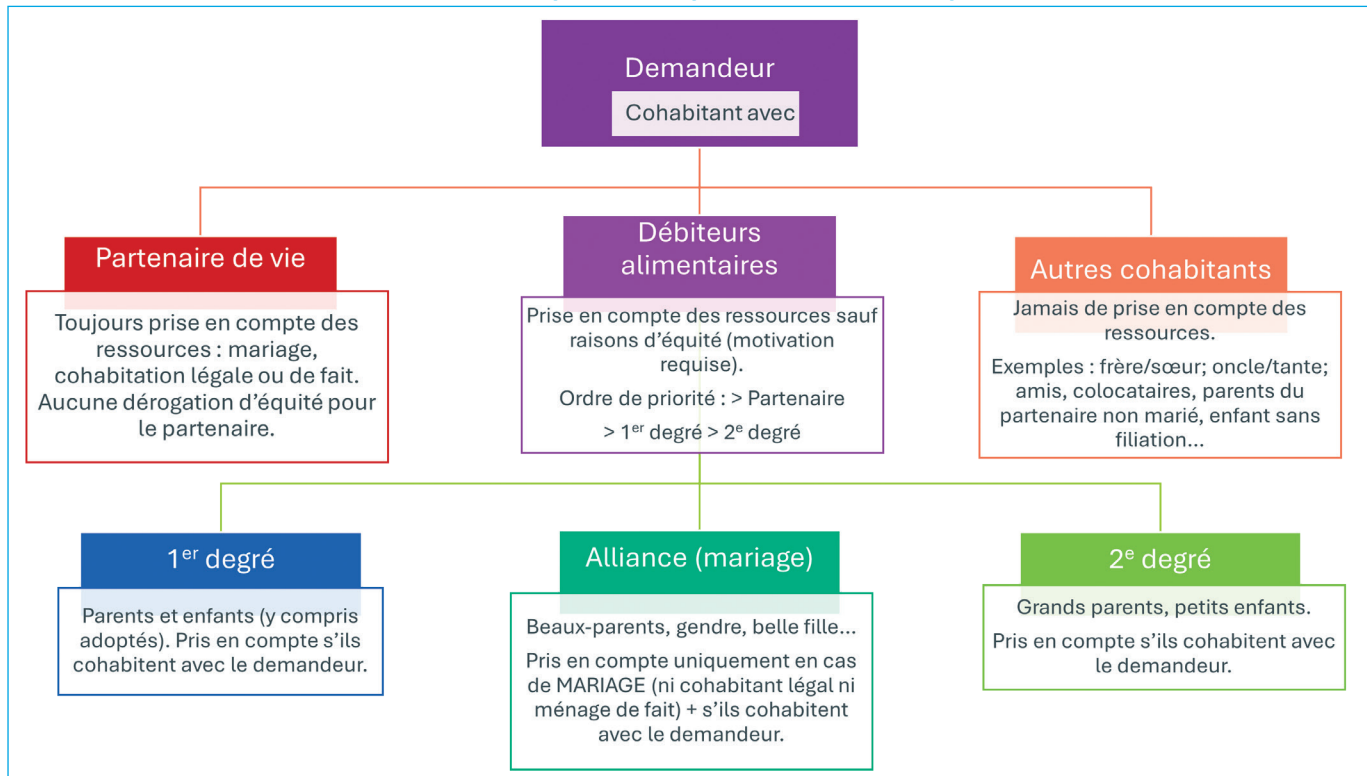 Demandeur
Cohabitant avec
Partenaire de vie
Toujours prise en compte des
ressources : mariage,
cohabitation légale ou de fait.
Aucune dérogation d’équité pour
le partenaire.
Débiteurs
alimentaires
Prise en compte des ressources sauf
raisons d’équité (motivation
requise).
Ordre de priorité : > Partenaire
> 1er degré > 2e degré
Autres cohabitants
Jamais de prise en compte des
ressources.
Exemples : frère/sœur; oncle/tante;
amis, colocataires, parents du
partenaire non marié, enfant sans
filiation...
1er degré
Parents et enfants (y compris
adoptés). Pris en compte s’ils
cohabitent avec le demandeur.
Alliance (mariage)
Beaux-parents, gendre, belle fille...
Pris en compte uniquement en cas
de MARIAGE (ni cohabitant légal ni
ménage de fait) + s’ils cohabitent
avec le demandeur.
2e degré
Grands parents, petits enfants.
Pris en compte s’ils cohabitent avec
le demandeur.